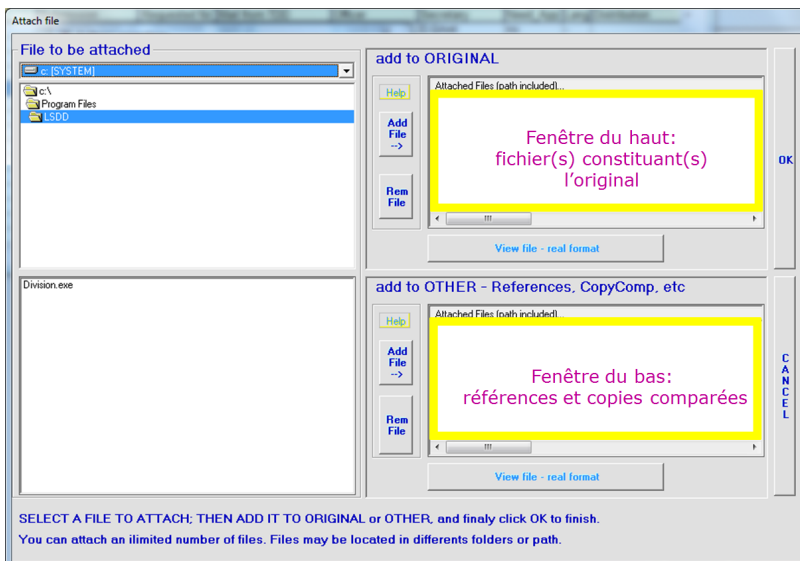 Attach file
File to be attached
c: [SYSTEM]
c:\
Program Files
LSDD
Division.exe
add to ORIGINAL
Help
Attached Files (path included)...
Add
File
-->
Rem
File
Fenêtre du haut:
fichier(s) constituant(s)
l'original
View file - real format
OK
add to OTHER - References, CopyComp, etc
Help
Attached Files (path included)...
Add
File
-->
Rem
File
Fenêtre du bas:
références et copies comparées
View file - real format
CANCEL
SELECT A FILE TO ATTACH; THEN ADD IT TO ORIGINAL or OTHER, and finaly click OK to finish.
You can attach an ilimited number of files. Files may be located in differents folders or path.